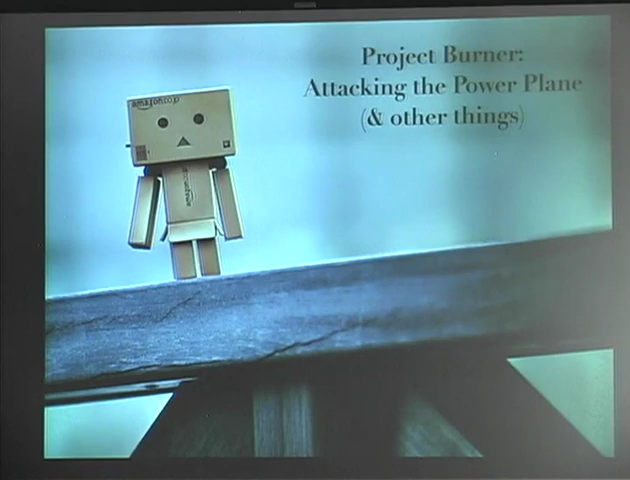 Project Burner:
Attacking the Power Plane
(& other things)